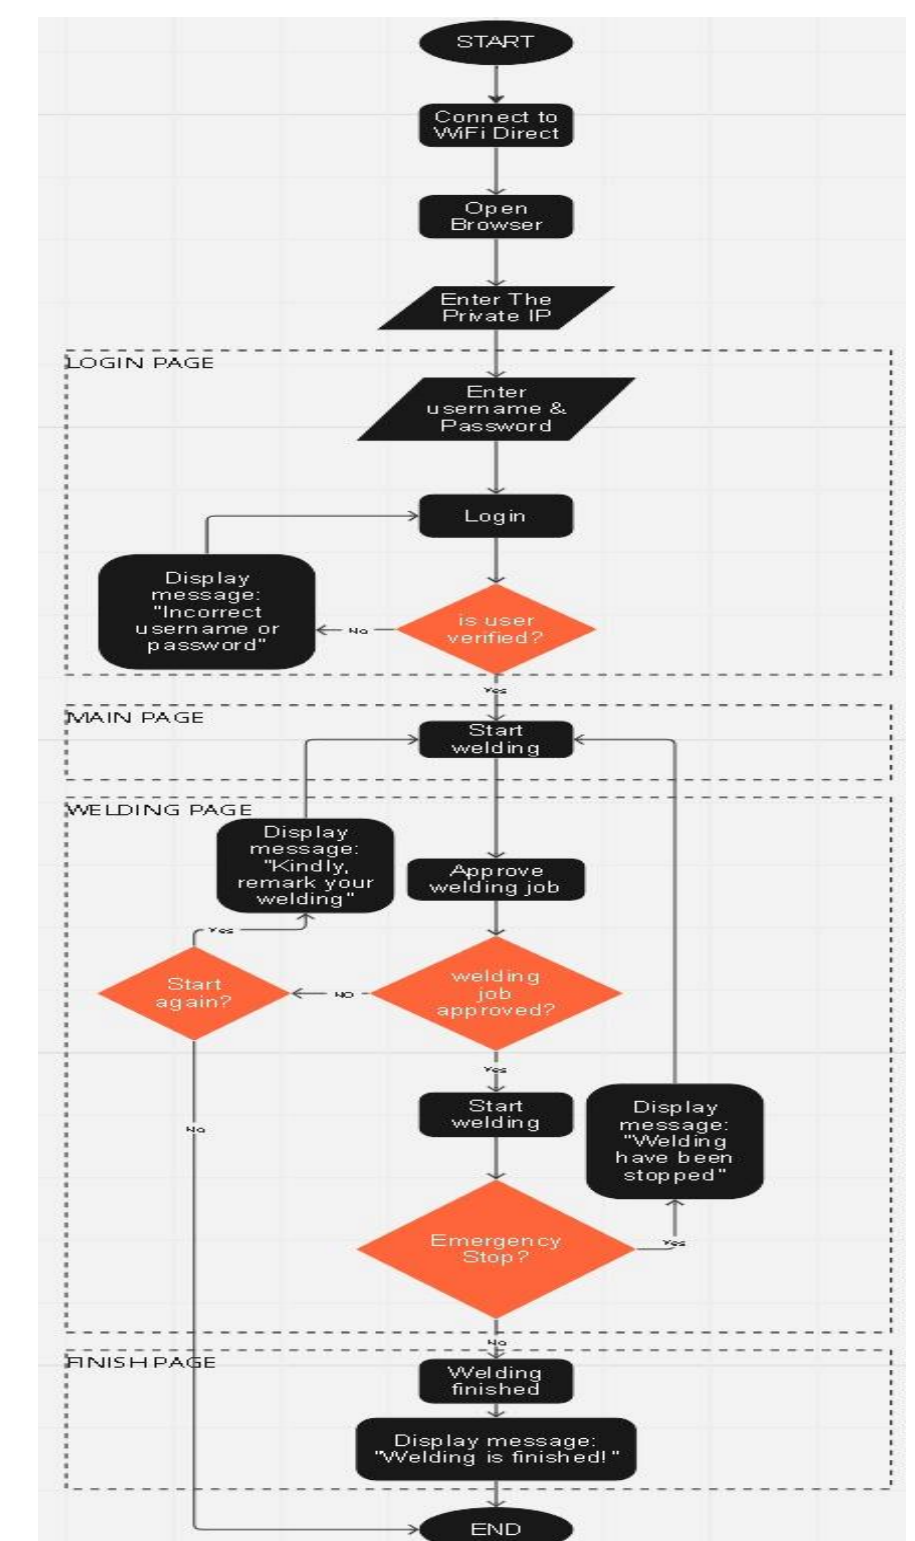 START
Connect to
WiFi Direct
Open
Browser
Enter The
Private IP
LOGIN PAGE
Enter
username &
Password
Login
Display
message:
"Incorrect
username or
password"
No
is user
verified?
Yes
MAIN PAGE
Start
welding
WELDING PAGE
Display
message:
"Kindly,
remark your
welding"
Approve
welding job
Yes
Start
again?
NO
welding
job
approved?
Yes
Start
welding
Display
message:
"Welding
have been
stopped"
No
Emergency
Stop?
Yes
No
FINISH PAGE
Welding
finished
Display message:
"Welding is finished! "
END